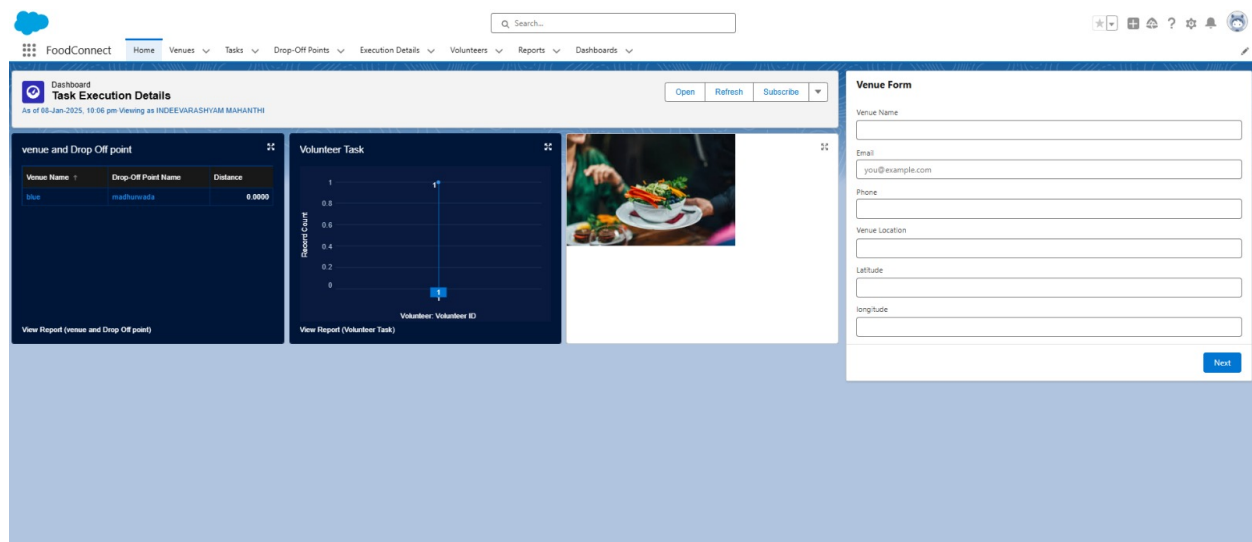 Search...
FoodConnect Home Venues Tasks Drop-Off Points Execution Details Volunteers Reports Dashboards
Dashboard
Task Execution Details
As of 08-Jan-2025, 10:06 pm Viewing as INDEEVARASHYAM MAHANTHI
Open Refresh Subscribe
venue and Drop Off point
Venue Name ↑ Drop-Off Point Name Distance
blue madhurwada 0.0000
View Report (venue and Drop Off point)
Volunteer Task
Record Count
1
0.8
0.6
0.4
0.2
0
1
1
1
Volunteer: Volunteer ID
View Report (Volunteer Task)
Venue Form
Venue Name
Email
you@example.com
Phone
Venue Location
Latitude
longitude
Next